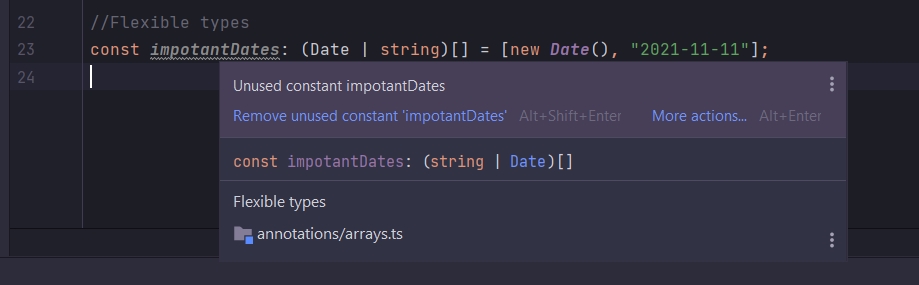 22 //Flexible types
23 const impotantDates: (Date | string)[] = [new Date(), "2021-11-11"];
24
Unused constant impotantDates
Remove unused constant 'impotantDates' Alt+Shift+Enter More actions... Alt+Enter
const impotantDates: (string | Date)[]
Flexible types
annotations/arrays.ts